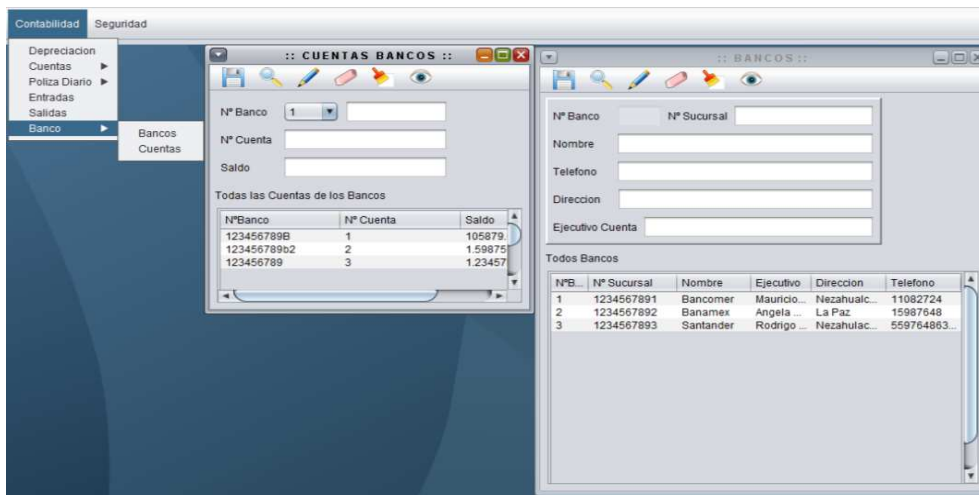 Contabilidad Seguridad
Depreciacion
Cuentas
Poliza Diario
Entradas
Salidas
Banco
Bancos
Cuentas
:: CUENTAS BANCOS ::
Nº Banco 1
Nº Cuenta
Saldo
Todas las Cuentas de los Bancos
NºBanco Nº Cuenta Saldo
123456789B 1 105879.
123456789b2 2 1.59875
123456789 3 1.23457
:: BANCOS ::
Nº Banco Nº Sucursal
Nombre
Telefono
Direccion
Ejecutivo Cuenta
Todos Bancos
NºB... Nº Sucursal Nombre Ejecutivo Direccion Telefono
1 1234567891 Bancomer Mauricio... Nezahualc... 11082724
2 1234567892 Banamex Angela ... La Paz 15987648
3 1234567893 Santander Rodrigo ... Nezahulac... 559764863...